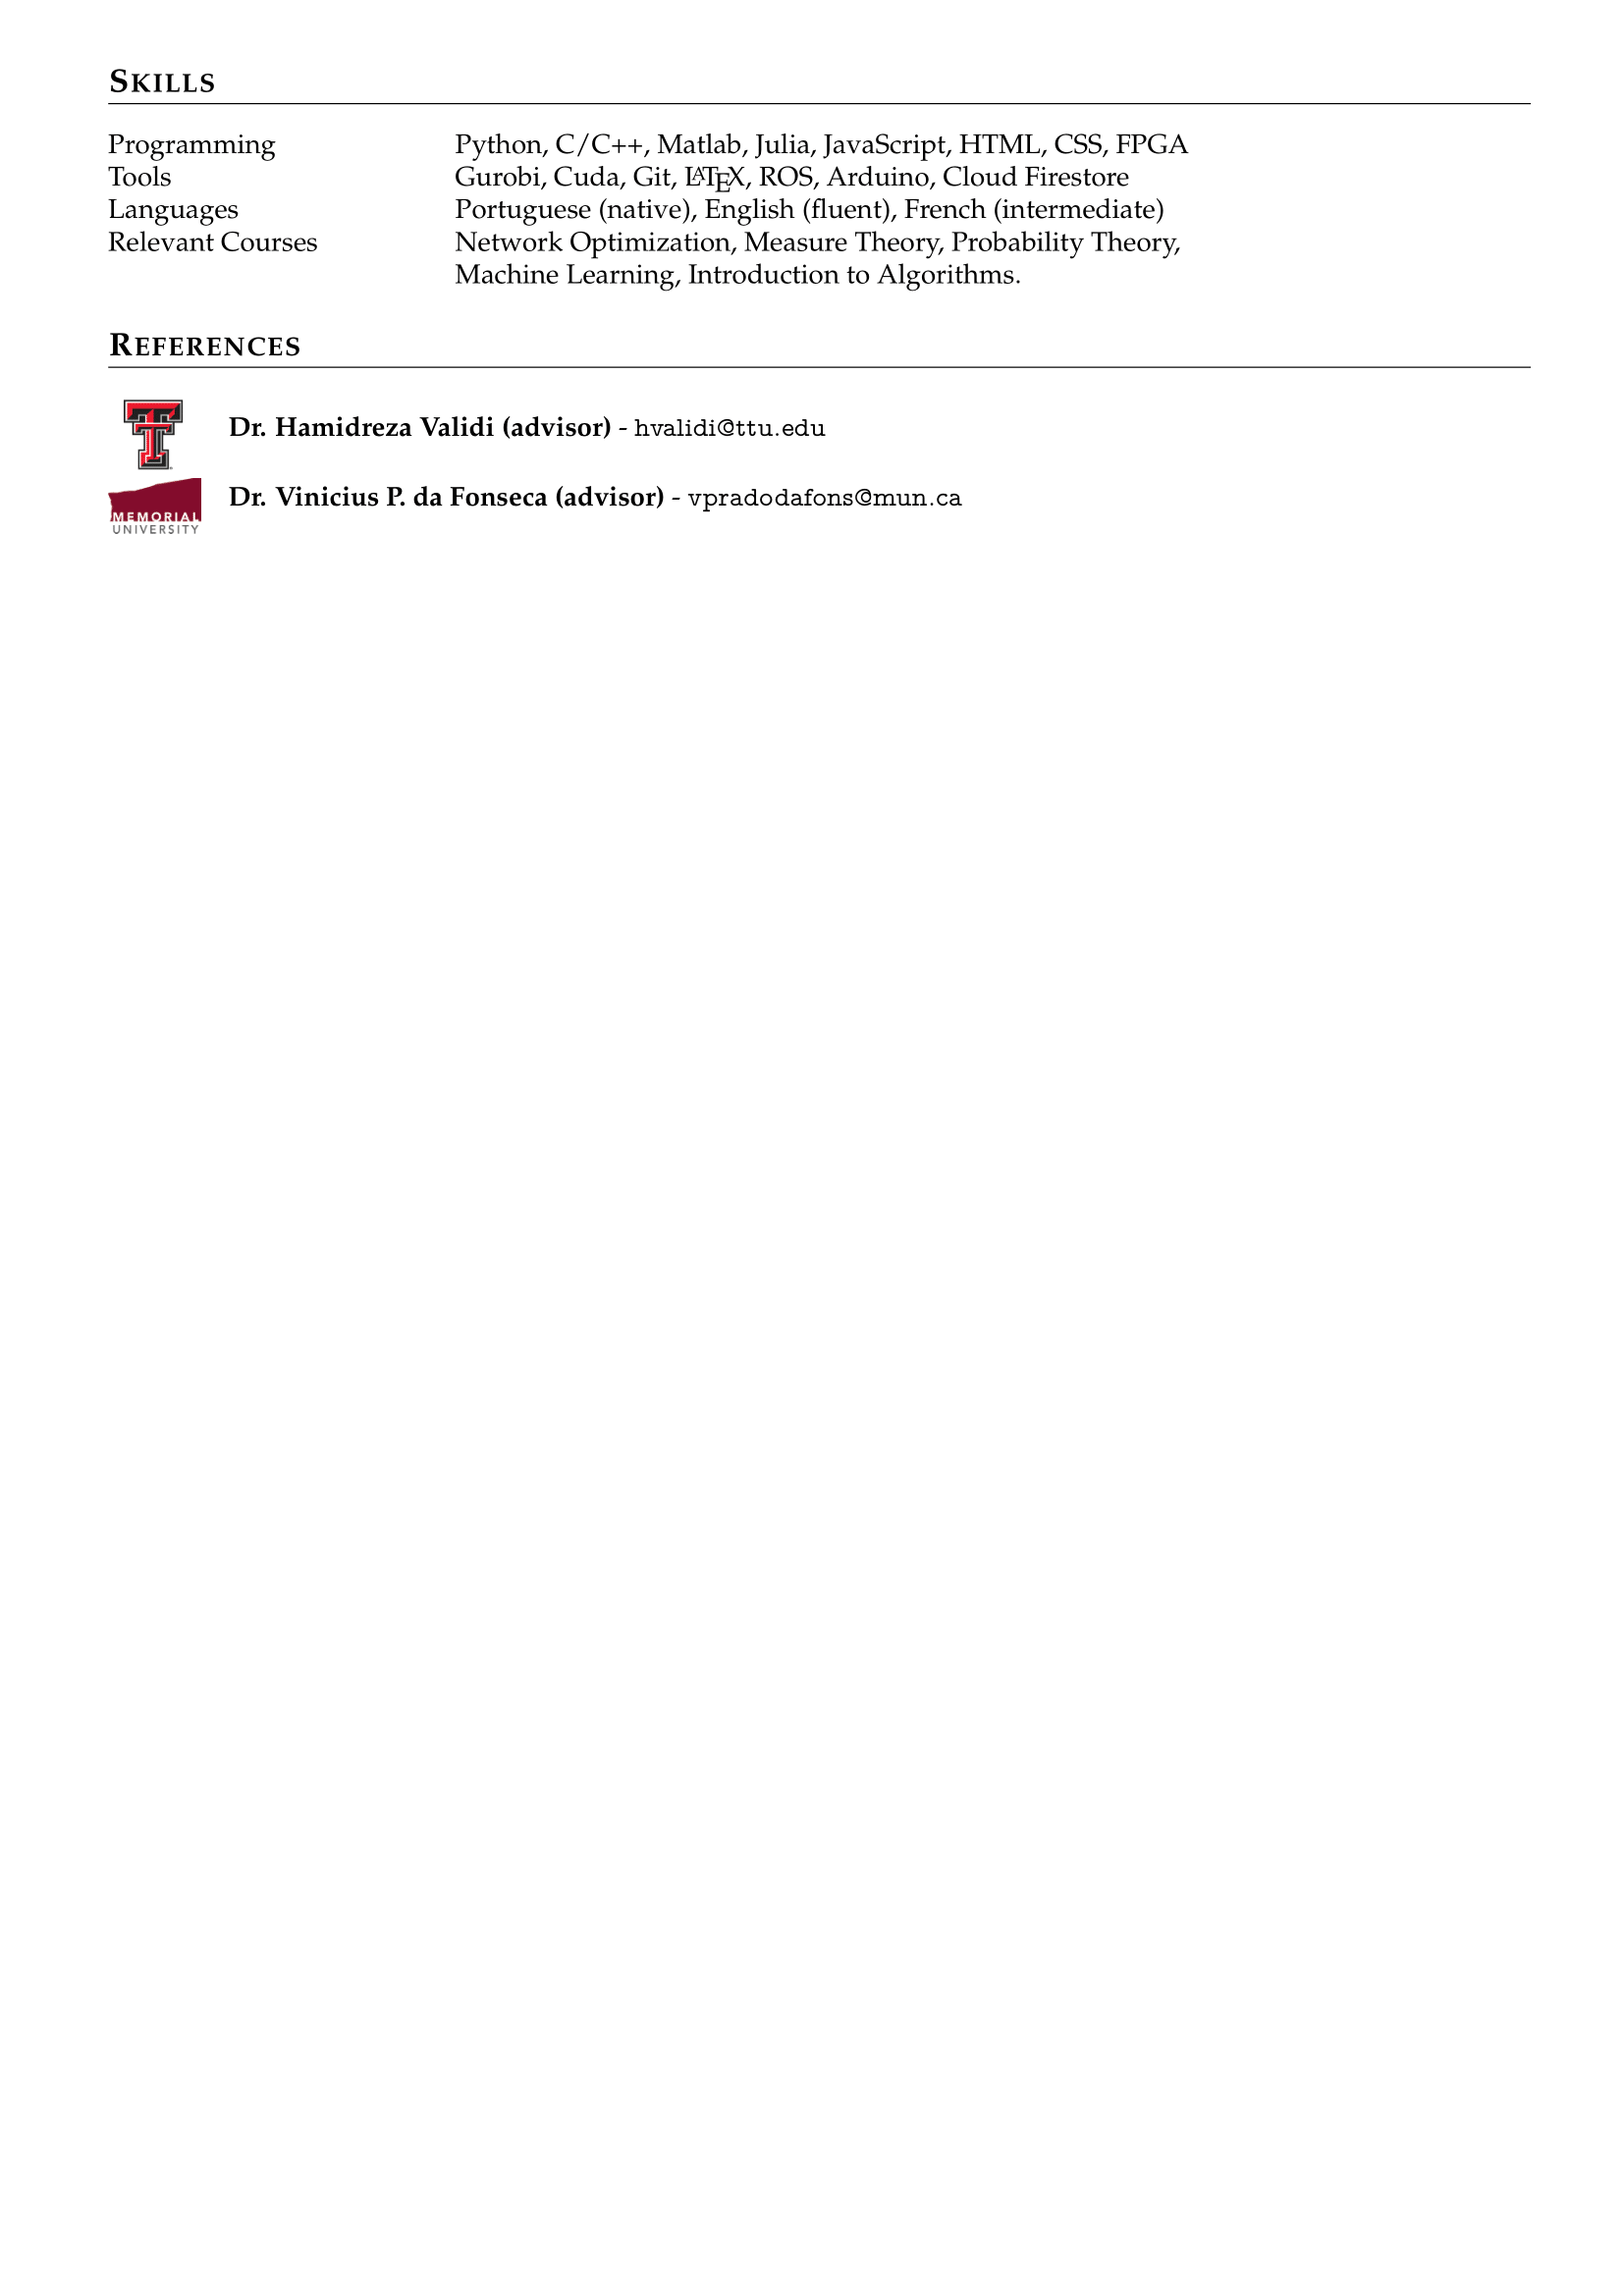 SKILLS
Programming Python, C/C++, Matlab, Julia, JavaScript, HTML, CSS, FPGA
Tools Gurobi, Cuda, Git, LATEX, ROS, Arduino, Cloud Firestore
Languages Portuguese (native), English (fluent), French (intermediate)
Relevant Courses Network Optimization, Measure Theory, Probability Theory,
Machine Learning, Introduction to Algorithms.
REFERENCES
Dr. Hamidreza Validi (advisor) - hvalidi@ttu.edu
MEMORIAL
UNIVERSITY
Dr. Vinicius P. da Fonseca (advisor) - vpradodafons@mun.ca